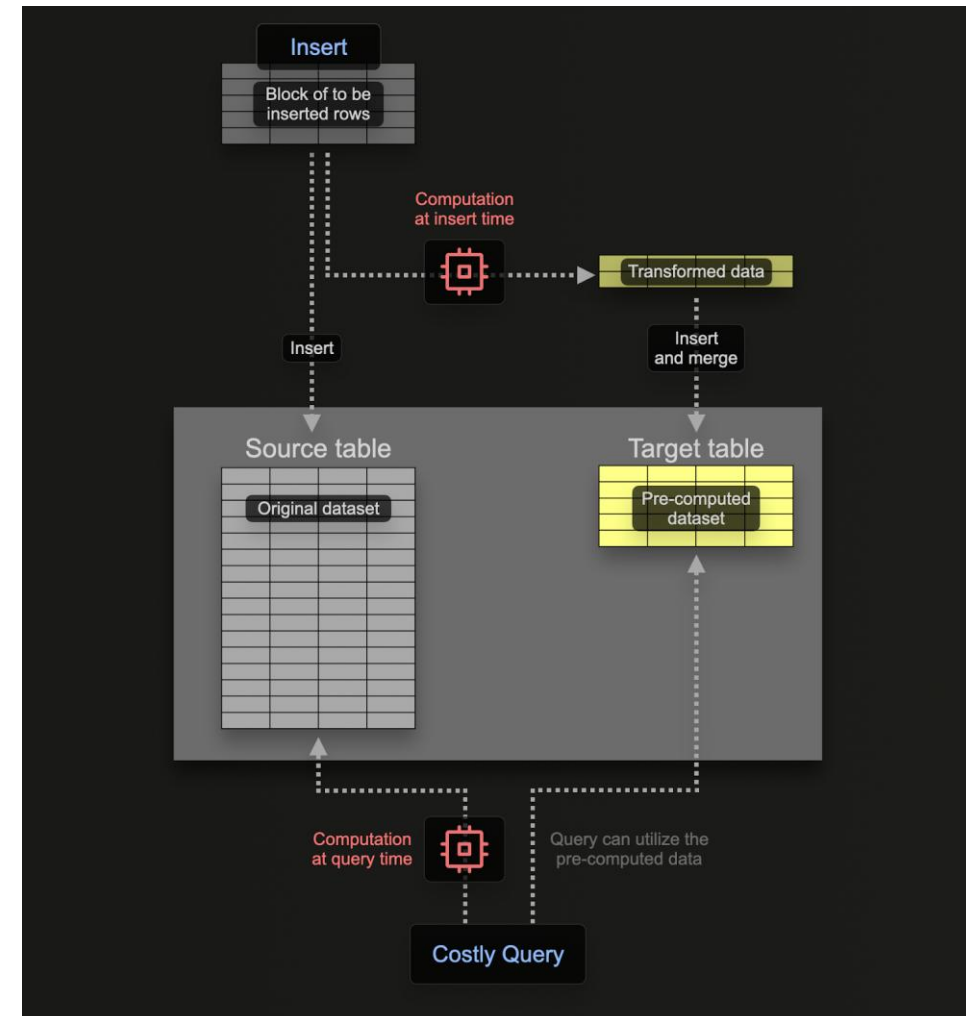 Insert
Block of to be
inserted rows
Computation
at insert time
Transformed data
Insert
Insert
and merge
Source table
Target table
Original dataset
Pre-computed
dataset
Computation
at query time
Query can utilize the
pre-computed data
Costly Query